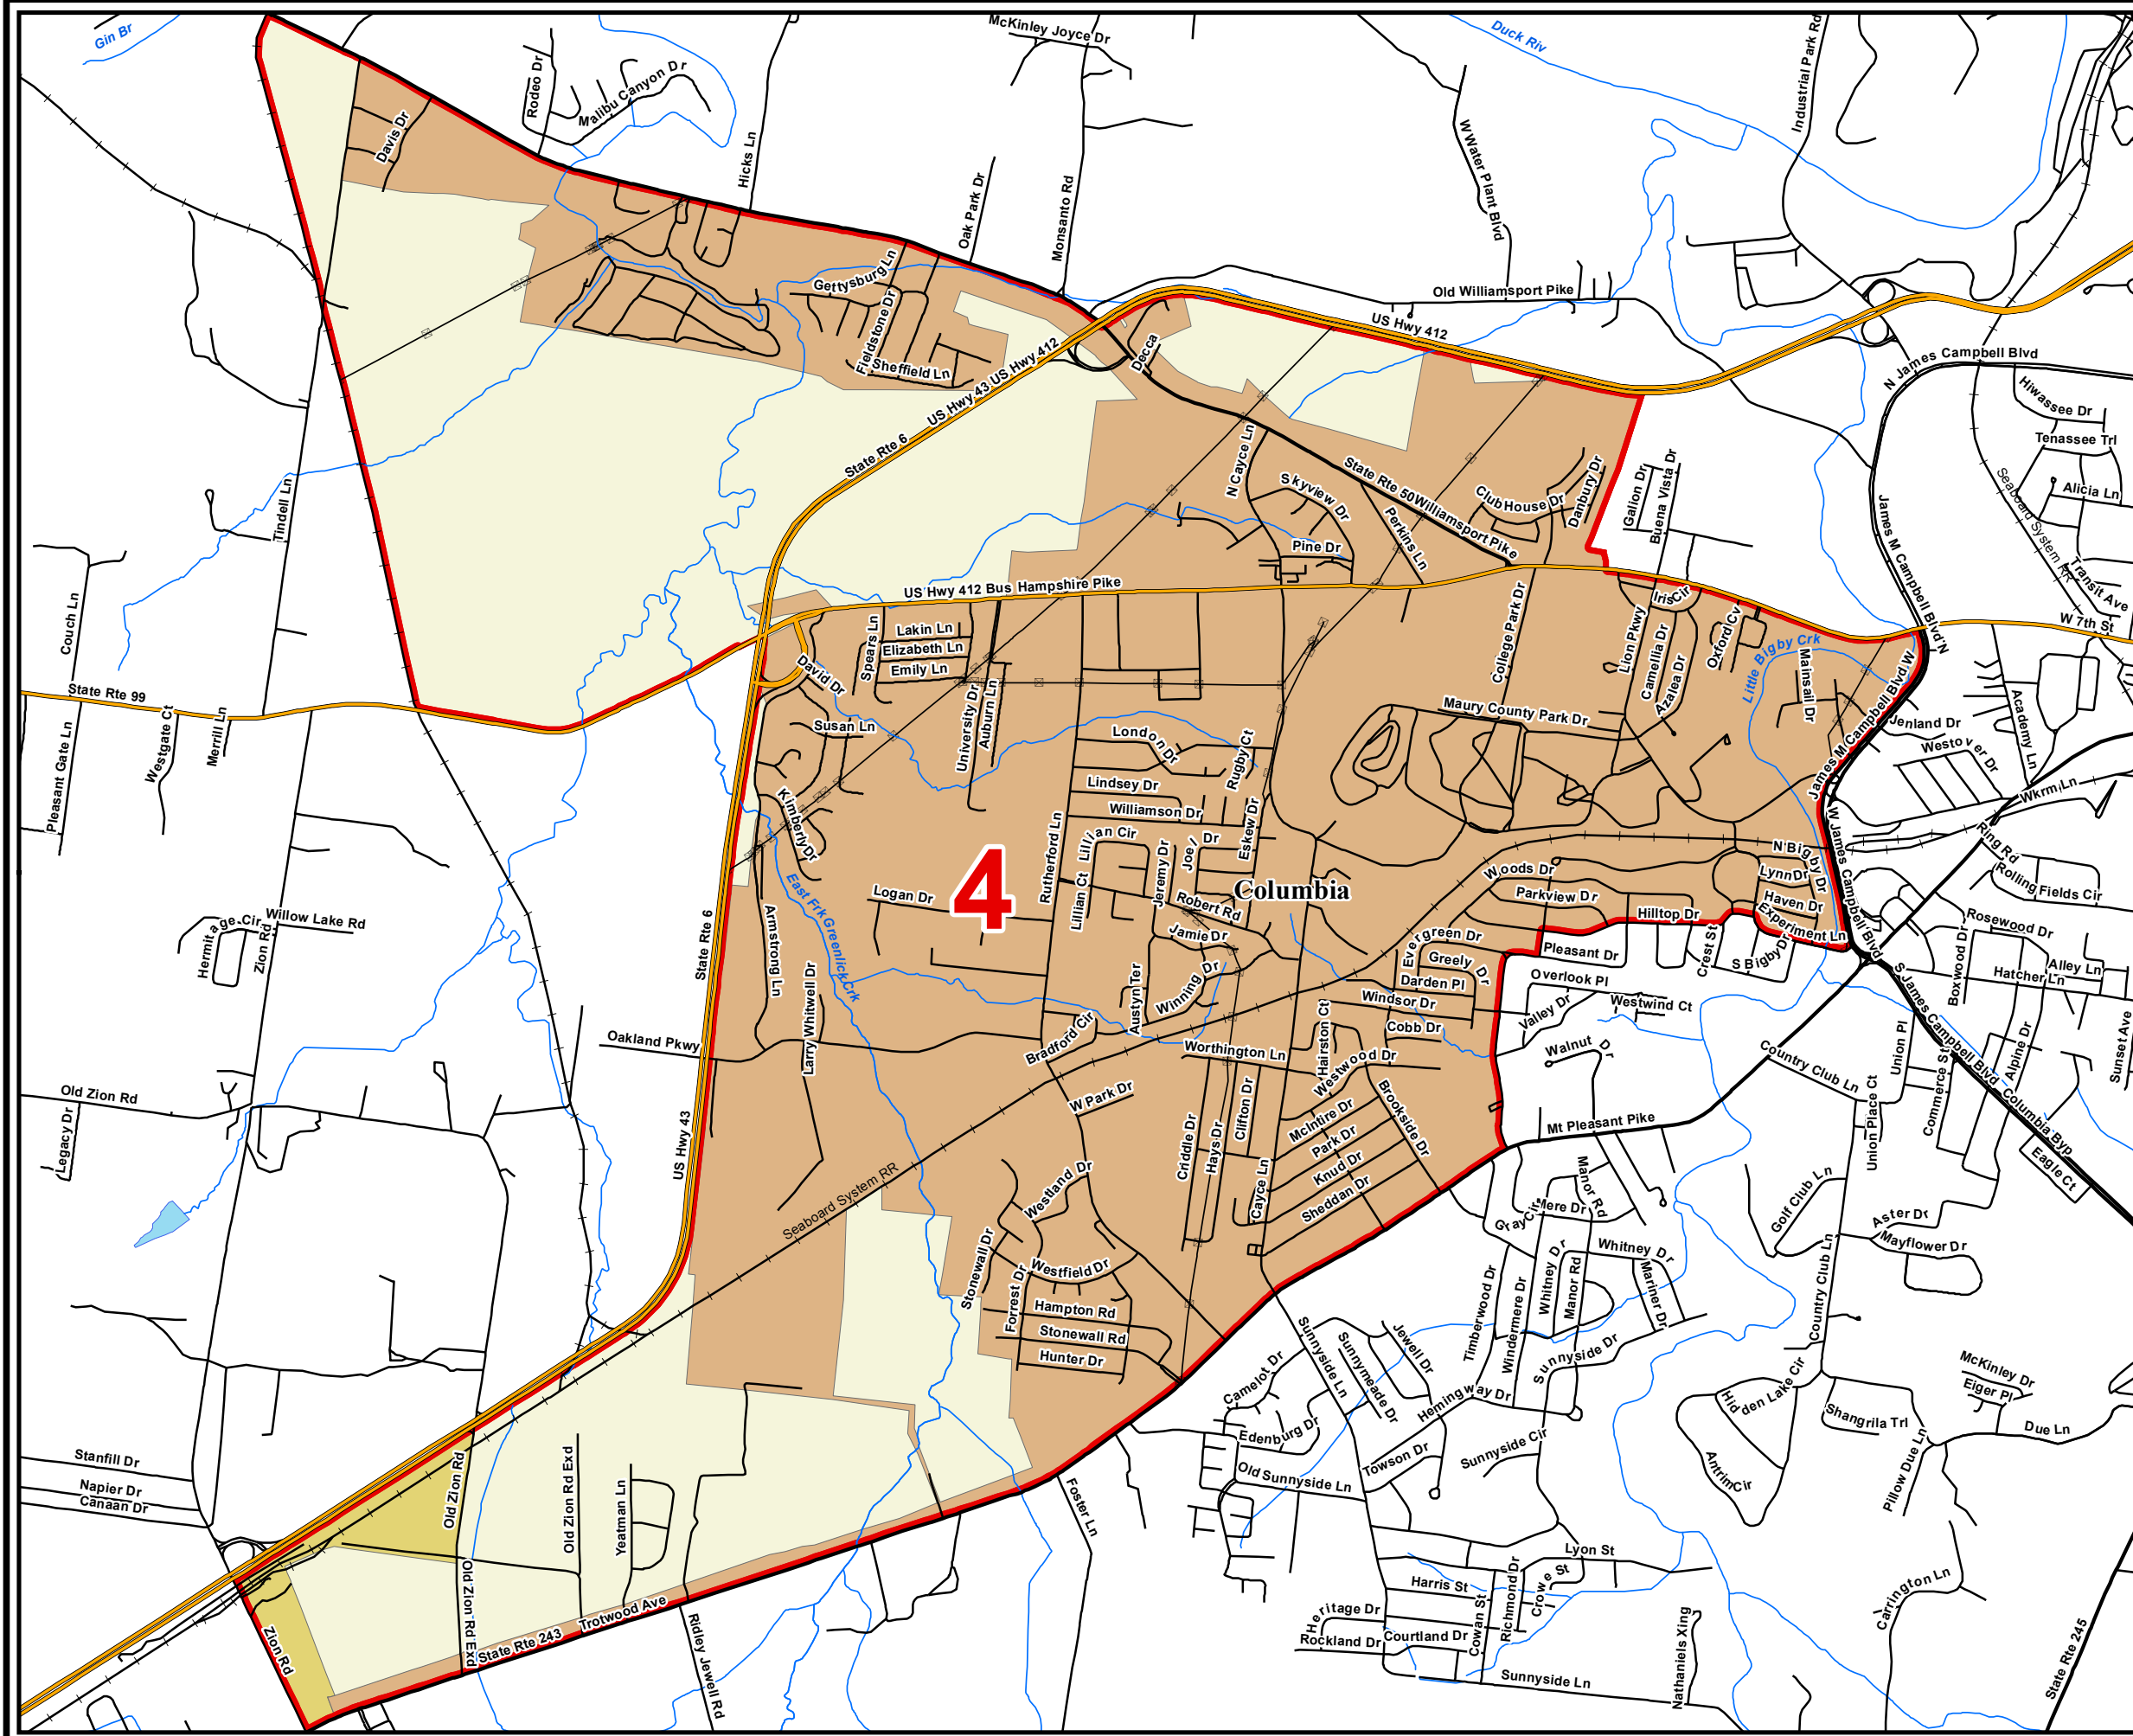 Gin Br
McKinley Joyce Dr
Duck Riv
Industrial Park Rd
Rodeo Dr
Malibu Canyon Dr
Davis Dr
Hicks Ln
Oak Park Dr
Monsanto Rd
W Water Plant Blvd
Gettysburg Ln
Fieldstone Dr
Sheffield Ln
Old Williamsport Pike
US Hwy 412
US Hwy 43 US Hwy 412
State Rte 6
Decca
N James Campbell Blvd
Hiwassee Dr
Tenassee Trl
Alicia Ln
Seaboard System RR
Transit Ave
W 7th St
James M Campbell Blvd N
Tindell Ln
N Cayce Ln
Skyview Dr
State Rte 50 Williamsport Pike
Club House Dr
Danbury Dr
Galion Dr
Buena Vista Dr
Perkins Ln
Pine Dr
US Hwy 412 Bus Hampshire Pike
Couch Ln
Spears Ln
Lakin Ln
Elizabeth Ln
Emily Ln
David Dr
University Dr
Auburn Ln
College Park Dr
Iris Cir
Lion Pkwy
Camellia Dr
Azalea Dr
Oxford Cv
Little Bigby Crk
Mainsail Dr
James M Campbell Blvd W
Jenland Dr
Westover Dr
Academy Ln
Wkrm Ln
State Rte 99
Pleasant Gate Ln
Westgate Ct
Merrill Ln
Susan Ln
Maury County Park Dr
London Dr
Rugby Ct
Lindsey Dr
Williamson Dr
Kimberly Dr
Rutherford Ln
Lillian Cir
Lillian Ct
Jeremy Dr
Joel Dr
Eskew Dr
4
Columbia
Logan Dr
Robert Rd
Jamie Dr
Woods Dr
Parkview Dr
N Bigby Dr
Lynn Dr
Haven Dr
Experiment Ln
Hilltop Dr
W James Campbell Blvd
Ring Rd
Rolling Fields Cir
Rosewood Dr
Boxwood Dr
Alley Ln
Hatcher Ln
Hermitage Cir
Willow Lake Rd
Zion Rd
Armstrong Ln
East Frk Greenlick Crk
State Rte 6
Larry Whitwell Dr
Austyn Ter
Winning Dr
Evergreen Dr
Greely Dr
Darden Pl
Windsor Dr
Cobb Dr
Pleasant Dr
Crest St
S Bigby Dr
Overlook Pl
Valley Dr
Westwind Ct
Walnut Dr
S James Campbell Blvd
Columbia Byp
Union Pl
Commerce St
Alpine Dr
Sunset Ave
Country Club Ln
Union Place Ct
Eagle Ct
Oakland Pkwy
Bradford Cir
Worthington Ln
Hairston Ct
Westwood Dr
Old Zion Rd
Legacy Dr
US Hwy 43
W Park Dr
Criddle Dr
Hays Dr
Clifton Dr
McIntire Dr
Park Dr
Knud Dr
Sheddan Dr
Brookside Dr
Cayce Ln
Mt Pleasant Pike
Seaboard System RR
Westland Dr
Stonewall Dr
Westfield Dr
Forrest Dr
Hampton Rd
Stonewall Rd
Hunter Dr
Gray Cir
Mere Dr
Manor Rd
Whitney Dr
Whitney Dr
Manor Rd
Mariner Dr
Timberwood Dr
Windermere Dr
Golf Club Ln
Aster Dr
Mayflower Dr
Country Club Ln
Sunnyside Dr
Sunnyside Ln
Sunnymeade Dr
Jewell Dr
Hemingway Dr
Camelot Dr
Edenburg Dr
Old Sunnyside Ln
Towson Dr
Sunnyside Cir
Hidden Lake Cir
Antrim Cir
Shangrila Trl
McKinley Dr
Eiger Pl
Due Ln
Pillow Due Ln
Stanfill Dr
Napier Dr
Canaan Dr
Old Zion Rd
Old Zion Rd Exd
Yeatman Ln
Foster Ln
Old Zion Rd Exd
Zion Rd
State Rte 243
Trotwood Ave
Ridley Jewell Rd
Lyon St
Harris St
Richmond Dr
Crowe St
Heritage Dr
Rockland Dr
Courtland Dr
Cowan St
Sunnyside Ln
Nathaniels Xing
Carrington Ln
State Rte 245